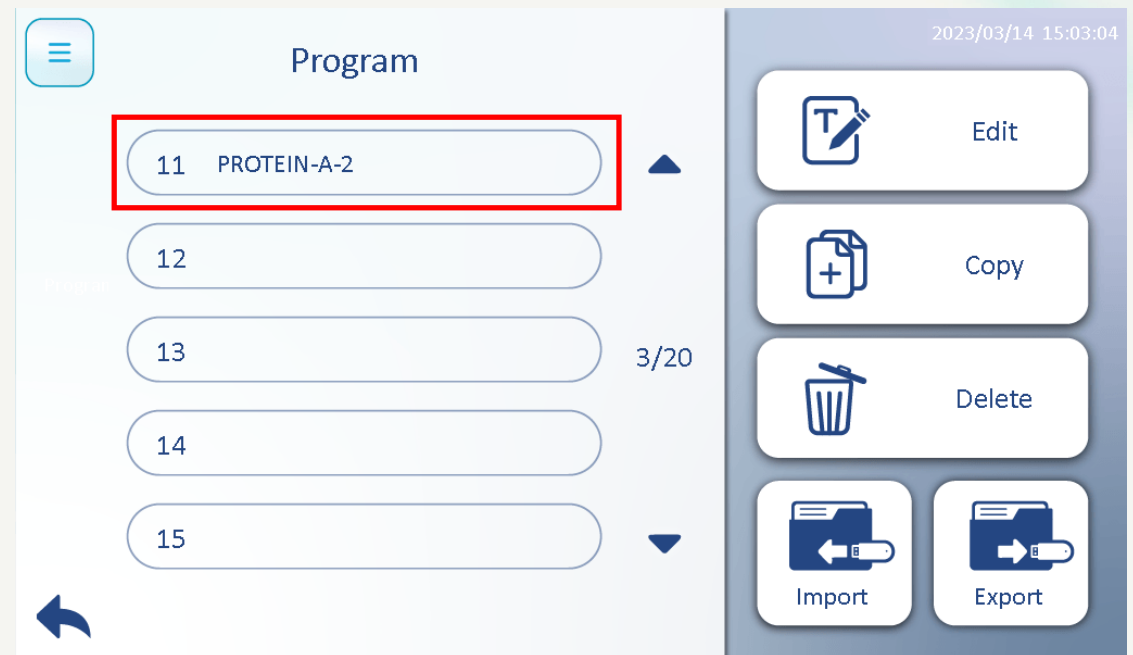 2023/03/14 15:03:04
Program
11 PROTEIN-A-2
12
13
14
15
3/20
Edit
Copy
Delete
Import
Export